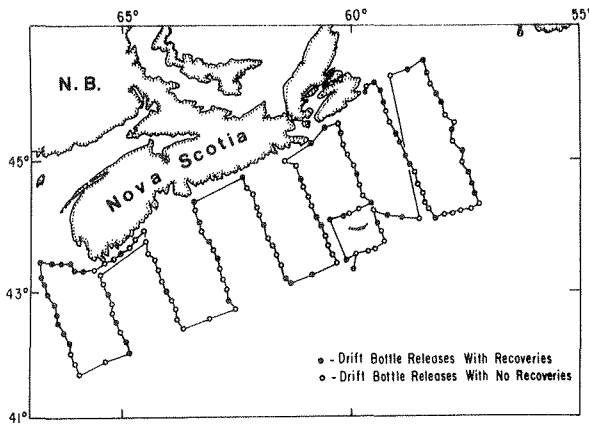 65° 60° 55°
N. B.
Nova Scotia
45°
43°
41°
- Drift Bottle Releases With Recoveries
- Drift Bottle Releases With No Recoveries